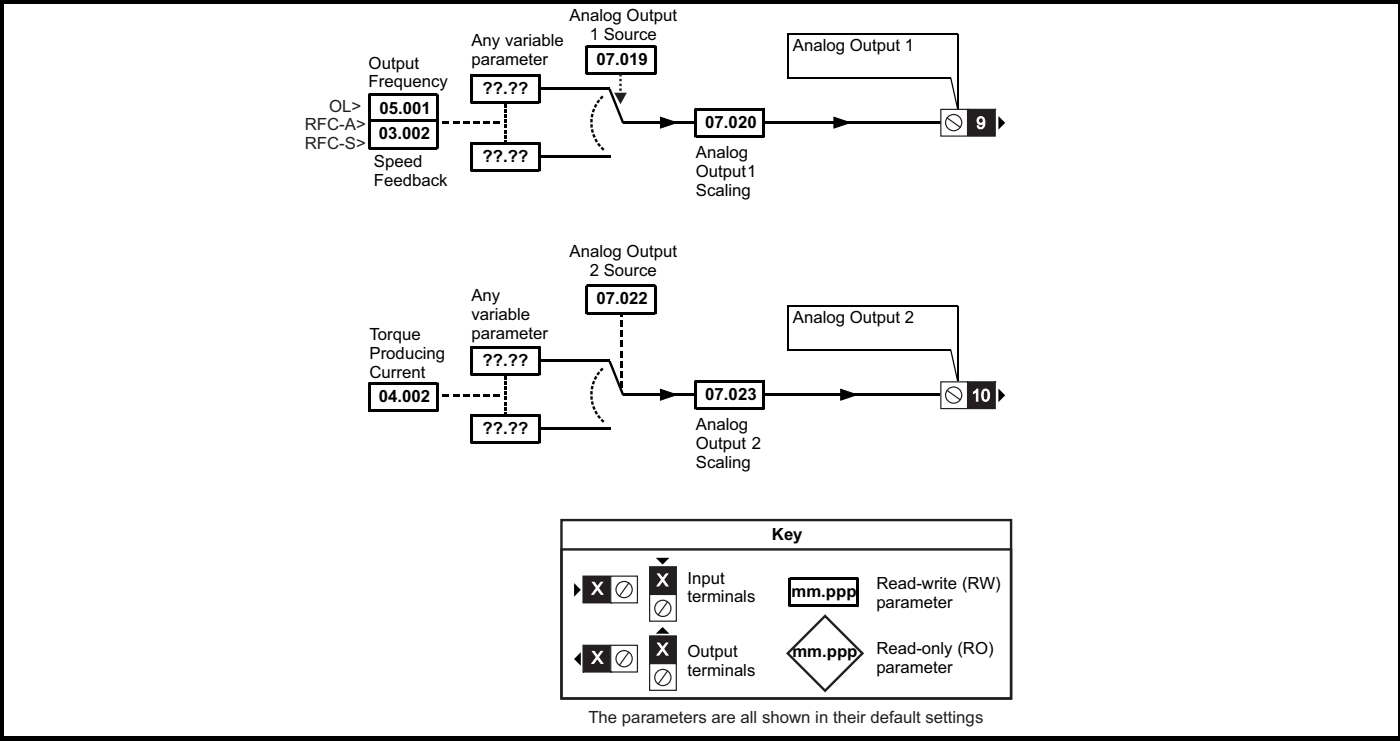 Analog Output
1 Source
07.019
Any variable
parameter
??.??
??.??
Output
Frequency
OL>
RFC-A>
RFC-S>
05.001
03.002
Speed
Feedback
07.020
Analog
Output1
Scaling
Analog Output 1
9
Analog Output
2 Source
07.022
Any
variable
parameter
??.??
??.??
Torque
Producing
Current
04.002
07.023
Analog
Output 2
Scaling
Analog Output 2
10
Key
X
X
Input
terminals
mm.ppp
Read-write (RW)
parameter
X
X
Output
terminals
mm.ppp
Read-only (RO)
parameter
The parameters are all shown in their default settings